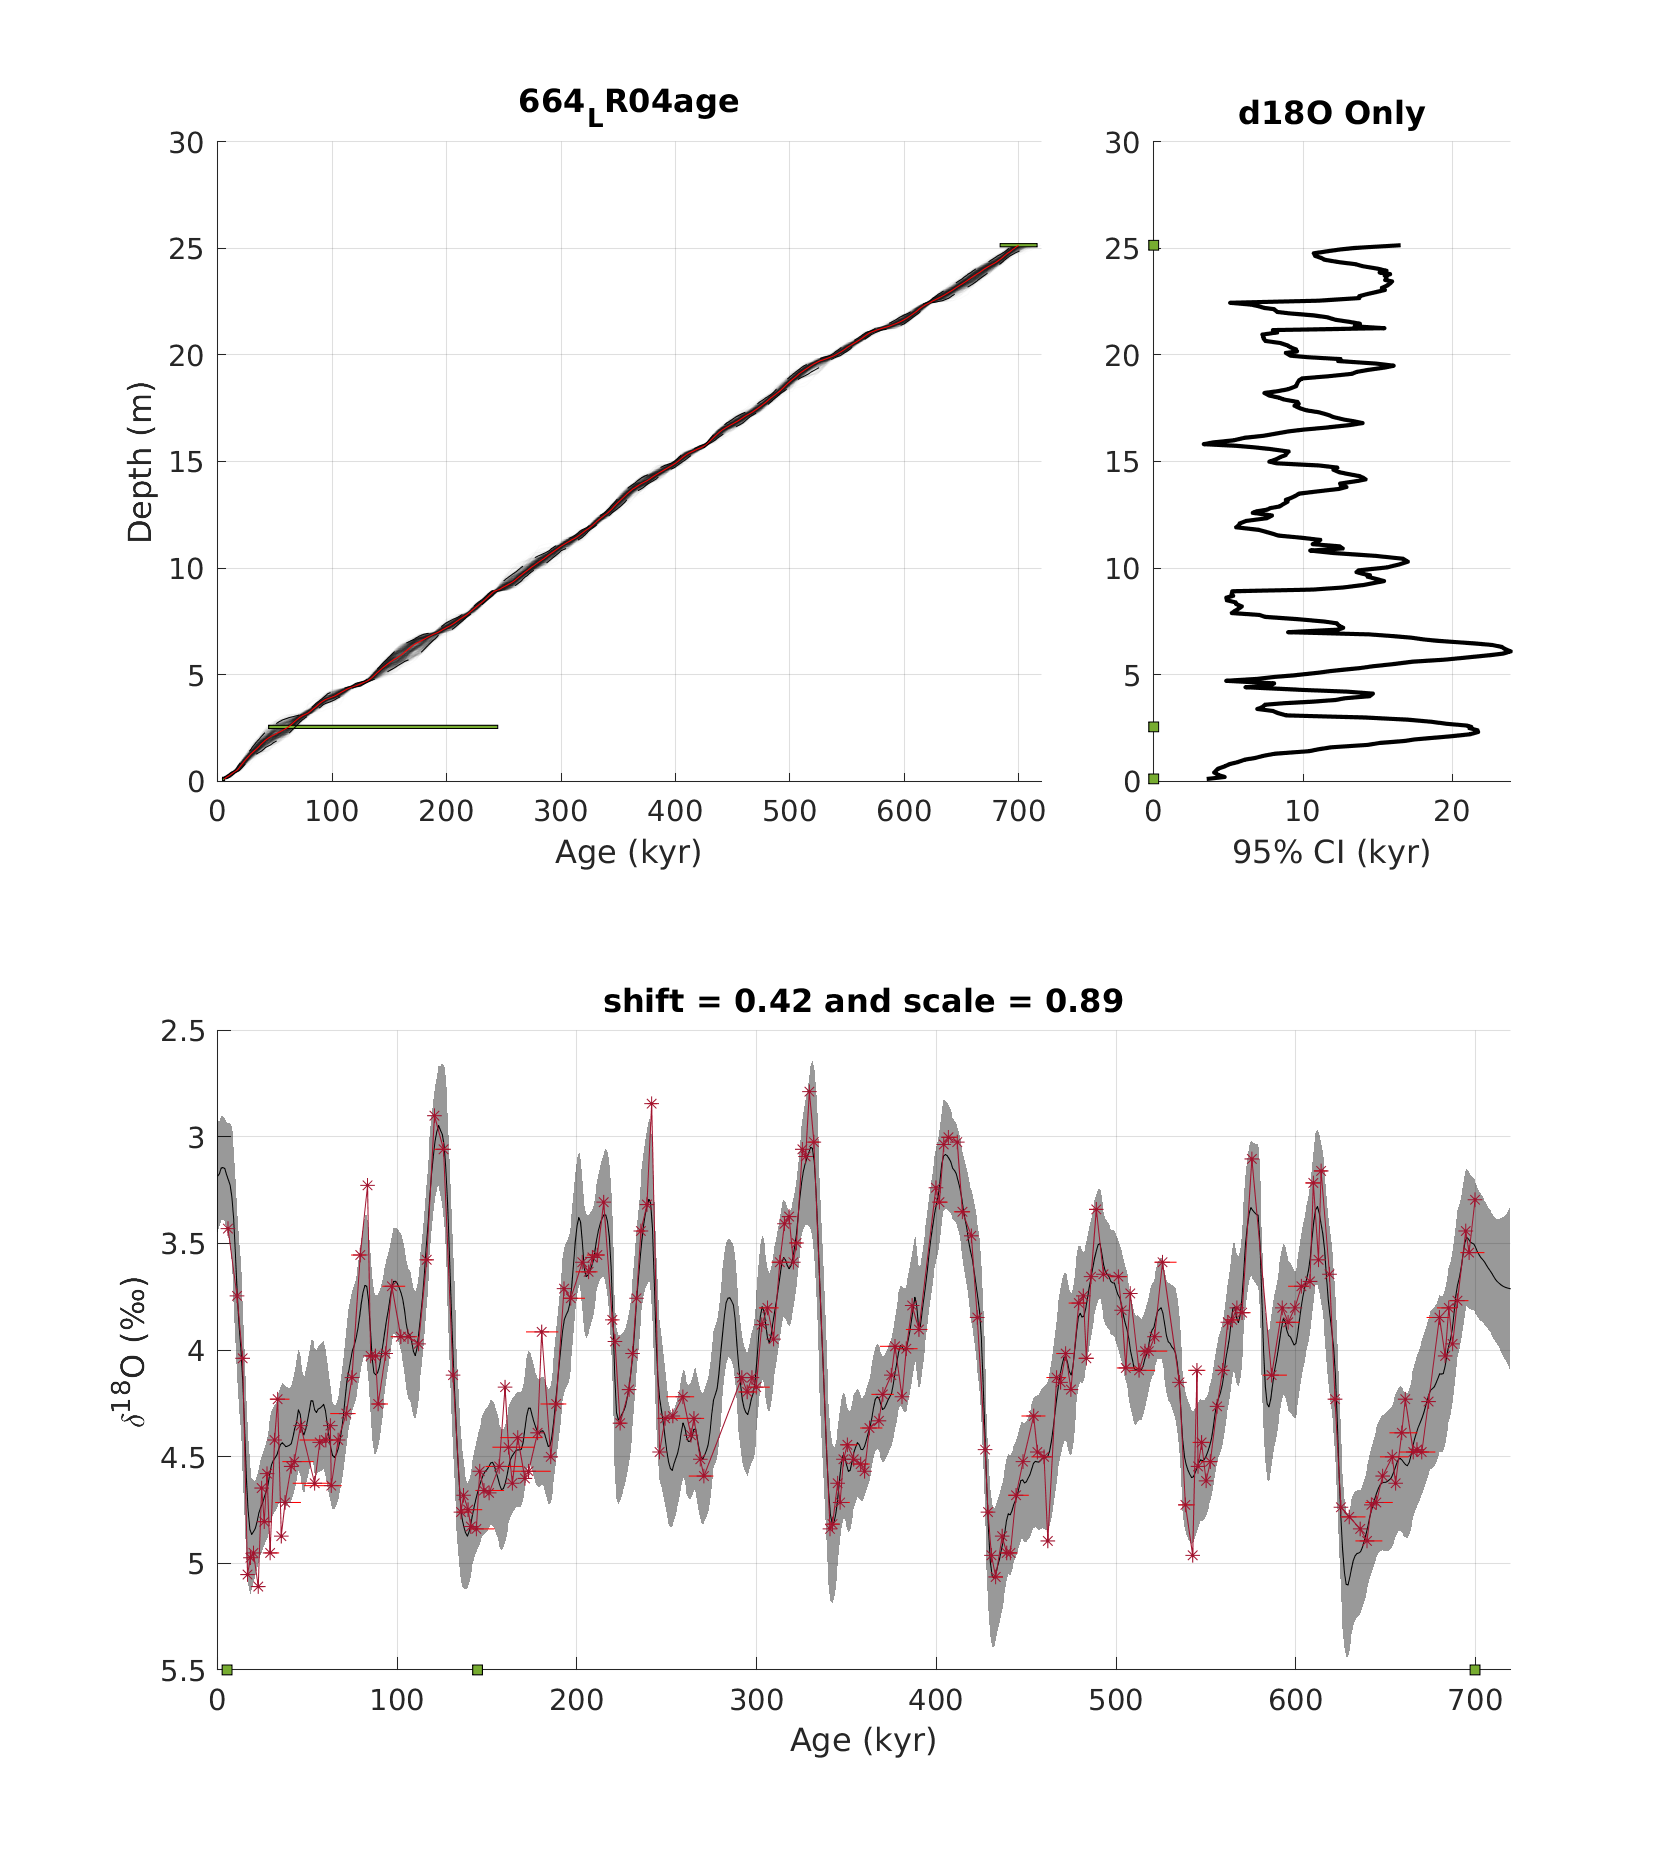 664LR04age
d18O Only
30
25
20
15
10
5
0
Depth (m)
0 100 200 300 400 500 600 700
Age (kyr)
30
25
20
15
10
5
0
0 10 20
95% CI (kyr)
shift = 0.42 and scale = 0.89
2.5
3
3.5
4
4.5
5
5.5
δ18O (‰)
0 100 200 300 400 500 600 700
Age (kyr)